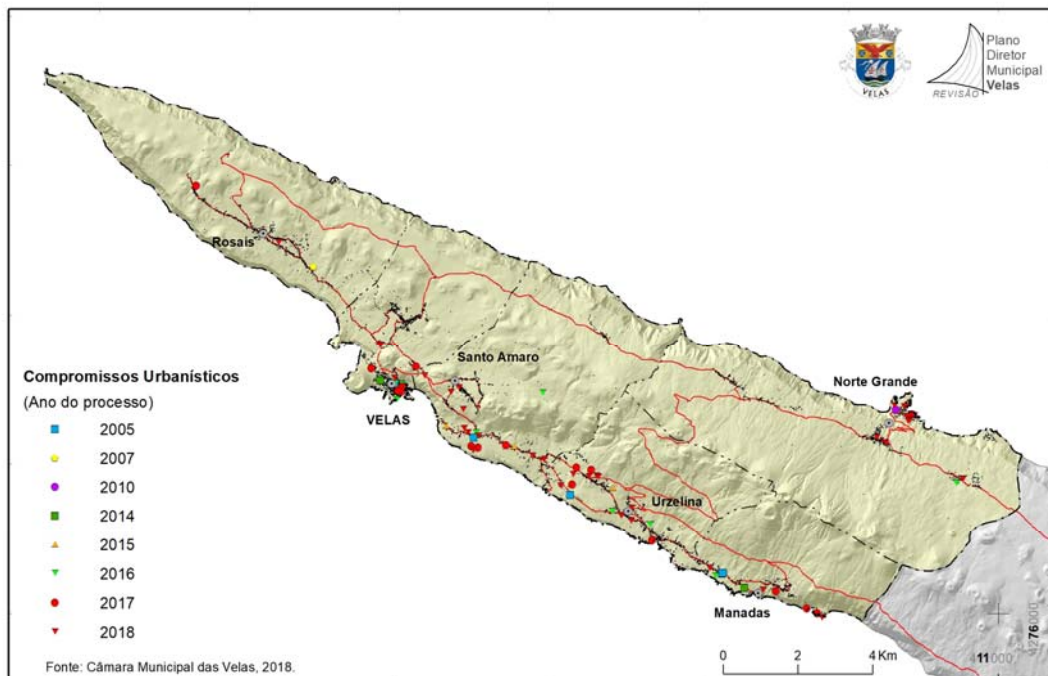 Plano
Diretor
Municipal
Velas
REVISÃO
VELAS
Rosais
Santo Amaro
Norte Grande
VELAS
Urzelina
Manadas
Compromissos Urbanísticos
(Ano do processo)
2005
2007
2010
2014
2015
2016
2017
2018
0 2 4 Km
4276000
411000
Fonte: Câmara Municipal das Velas, 2018.